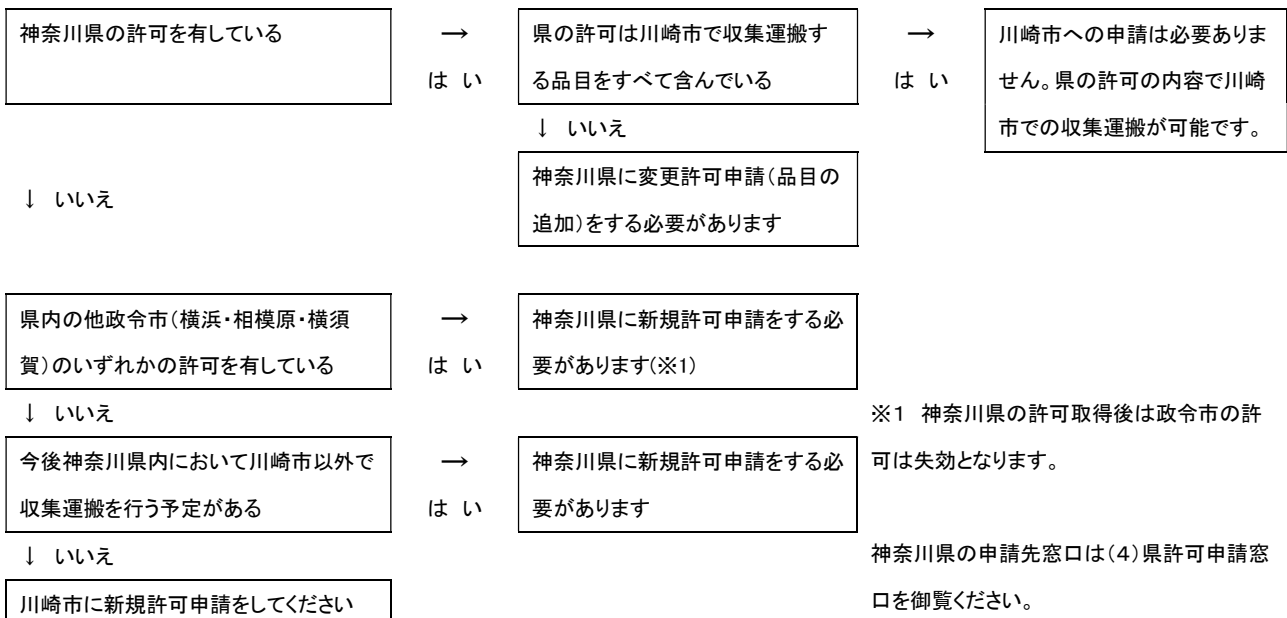 神奈川県の許可を有している
→
はい
県の許可は川崎市で収集運搬す
る品目をすべて含んでいる
→
はい
川崎市への申請は必要ありま
せん。県の許可の内容で川崎
市での収集運搬が可能です。
↓ いいえ
神奈川県に変更許可申請(品目の
追加)をする必要があります
↓ いいえ
県内の他政令市(横浜・相模原・横須
賀)のいずれかの許可を有している
→
はい
神奈川県に新規許可申請をする必
要があります(※1)
↓ いいえ
今後神奈川県内において川崎市以外で
収集運搬を行う予定がある
→
はい
神奈川県に新規許可申請をする必
要があります
※1 神奈川県の許可取得後は政令市の許
可は失効となります。
↓ いいえ
川崎市に新規許可申請をしてください
神奈川県の申請先窓口は(4)県許可申請窓
口を御覧ください。